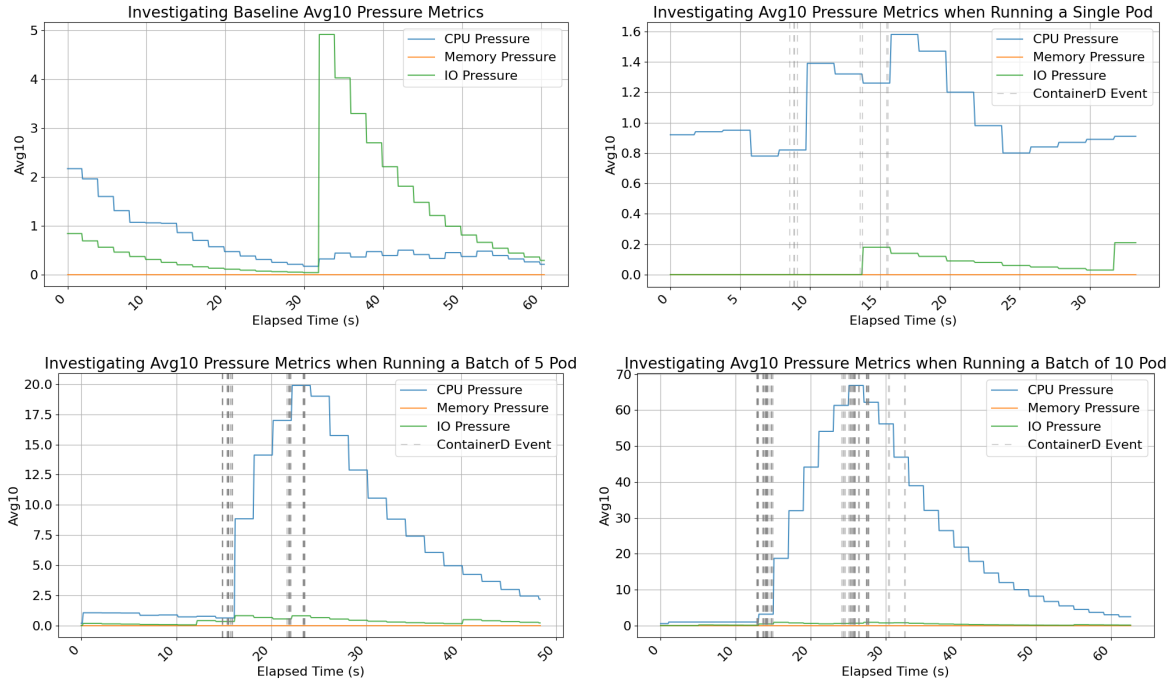 Investigating Baseline Avg10 Pressure Metrics
CPU Pressure
Memory Pressure
IO Pressure
Avg10
5
4
3
2
1
0
0
10
20
30
40
50
60
Elapsed Time (s)
Investigating Avg10 Pressure Metrics when Running a Single Pod
CPU Pressure
Memory Pressure
IO Pressure
ContainerD Event
Avg10
1.6
1.4
1.2
1.0
0.8
0.6
0.4
0.2
0.0
0
5
10
15
20
25
30
Elapsed Time (s)
Investigating Avg10 Pressure Metrics when Running a Batch of 5 Pod
CPU Pressure
Memory Pressure
IO Pressure
ContainerD Event
Avg10
20.0
17.5
15.0
12.5
10.0
7.5
5.0
2.5
0.0
0
10
20
30
40
50
Elapsed Time (s)
Investigating Avg10 Pressure Metrics when Running a Batch of 10 Pod
CPU Pressure
Memory Pressure
IO Pressure
ContainerD Event
Avg10
70
60
50
40
30
20
10
0
0
10
20
30
40
50
60
Elapsed Time (s)